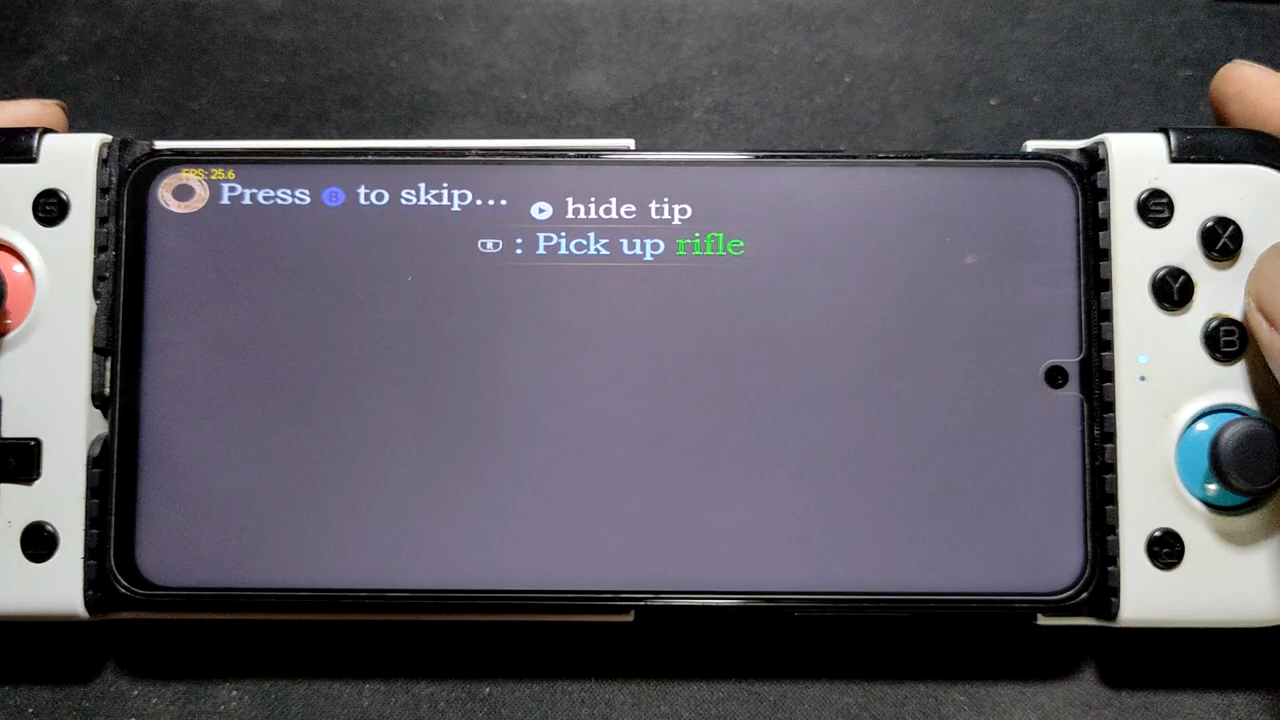 FPS: 25.6
Press B to skip...
hide tip
R : Pick up rifle
S
S
X
Y
B